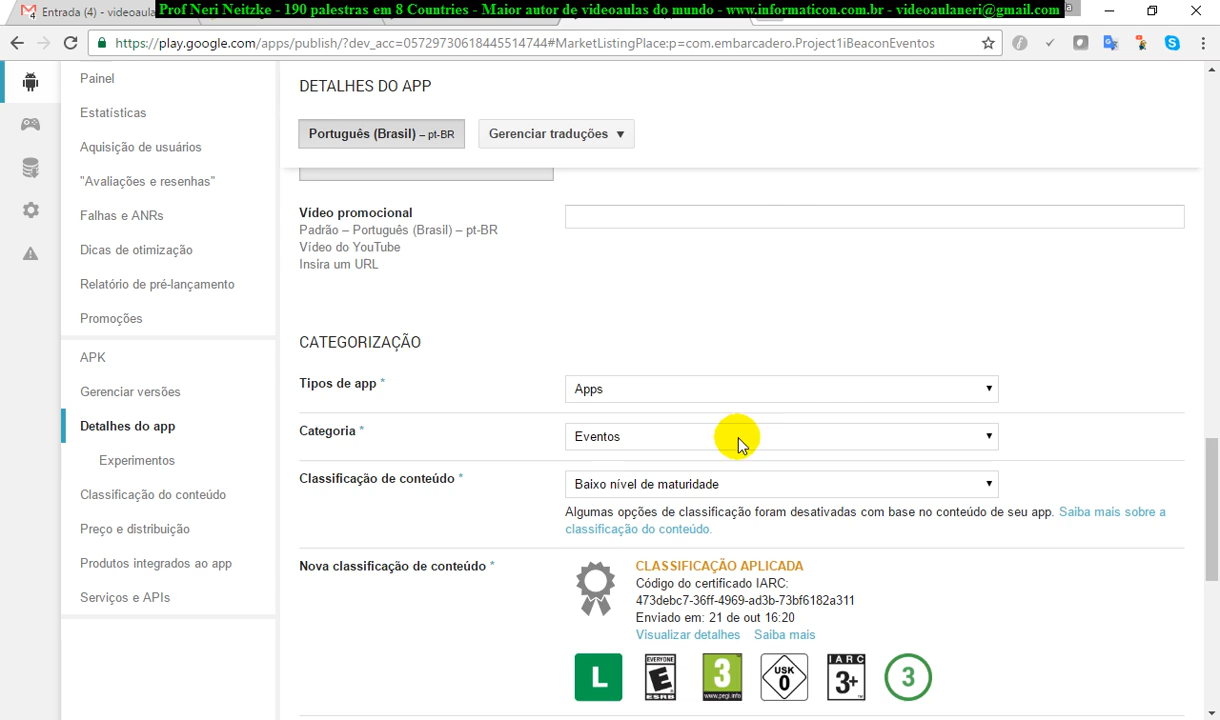 Entrada (4) - videoaula
Prof Neri Neitzke - 190 palestras em 8 Countries - Maior autor de videoaulas do mundo - www.informaticon.com.br - videoaulaneri@gmail.com
https://play.google.com/apps/publish/?dev_acc=05729730618445514744#MarketListingPlace:p=com.embarcadero.Project1iBeaconEventos
Painel
Estatísticas
Aquisição de usuários
"Avaliações e resenhas"
Falhas e ANRs
Dicas de otimização
Relatório de pré-lançamento
Promoções
APK
Gerenciar versões
Detalhes do app
Experimentos
Classificação do conteúdo
Preço e distribuição
Produtos integrados ao app
Serviços e APIs
DETALHES DO APP
Português (Brasil) – pt-BR
Gerenciar traduções
Vídeo promocional
Padrão – Português (Brasil) – pt-BR
Vídeo do YouTube
Insira um URL
CATEGORIZAÇÃO
Tipos de app *
Apps
Categoria *
Eventos
Classificação de conteúdo *
Baixo nível de maturidade
Algumas opções de classificação foram desativadas com base no conteúdo de seu app. Saiba mais sobre a
classificação do conteúdo.
Nova classificação de conteúdo *
CLASSIFICAÇÃO APLICADA
Código do certificado IARC:
473debc7-36ff-4969-ad3b-73bf6182a311
Enviado em: 21 de out 16:20
Visualizar detalhes Saiba mais
L
EVERYONE
E
ESRB
3
www.pegi.info
USK
0
IARC
3+
3